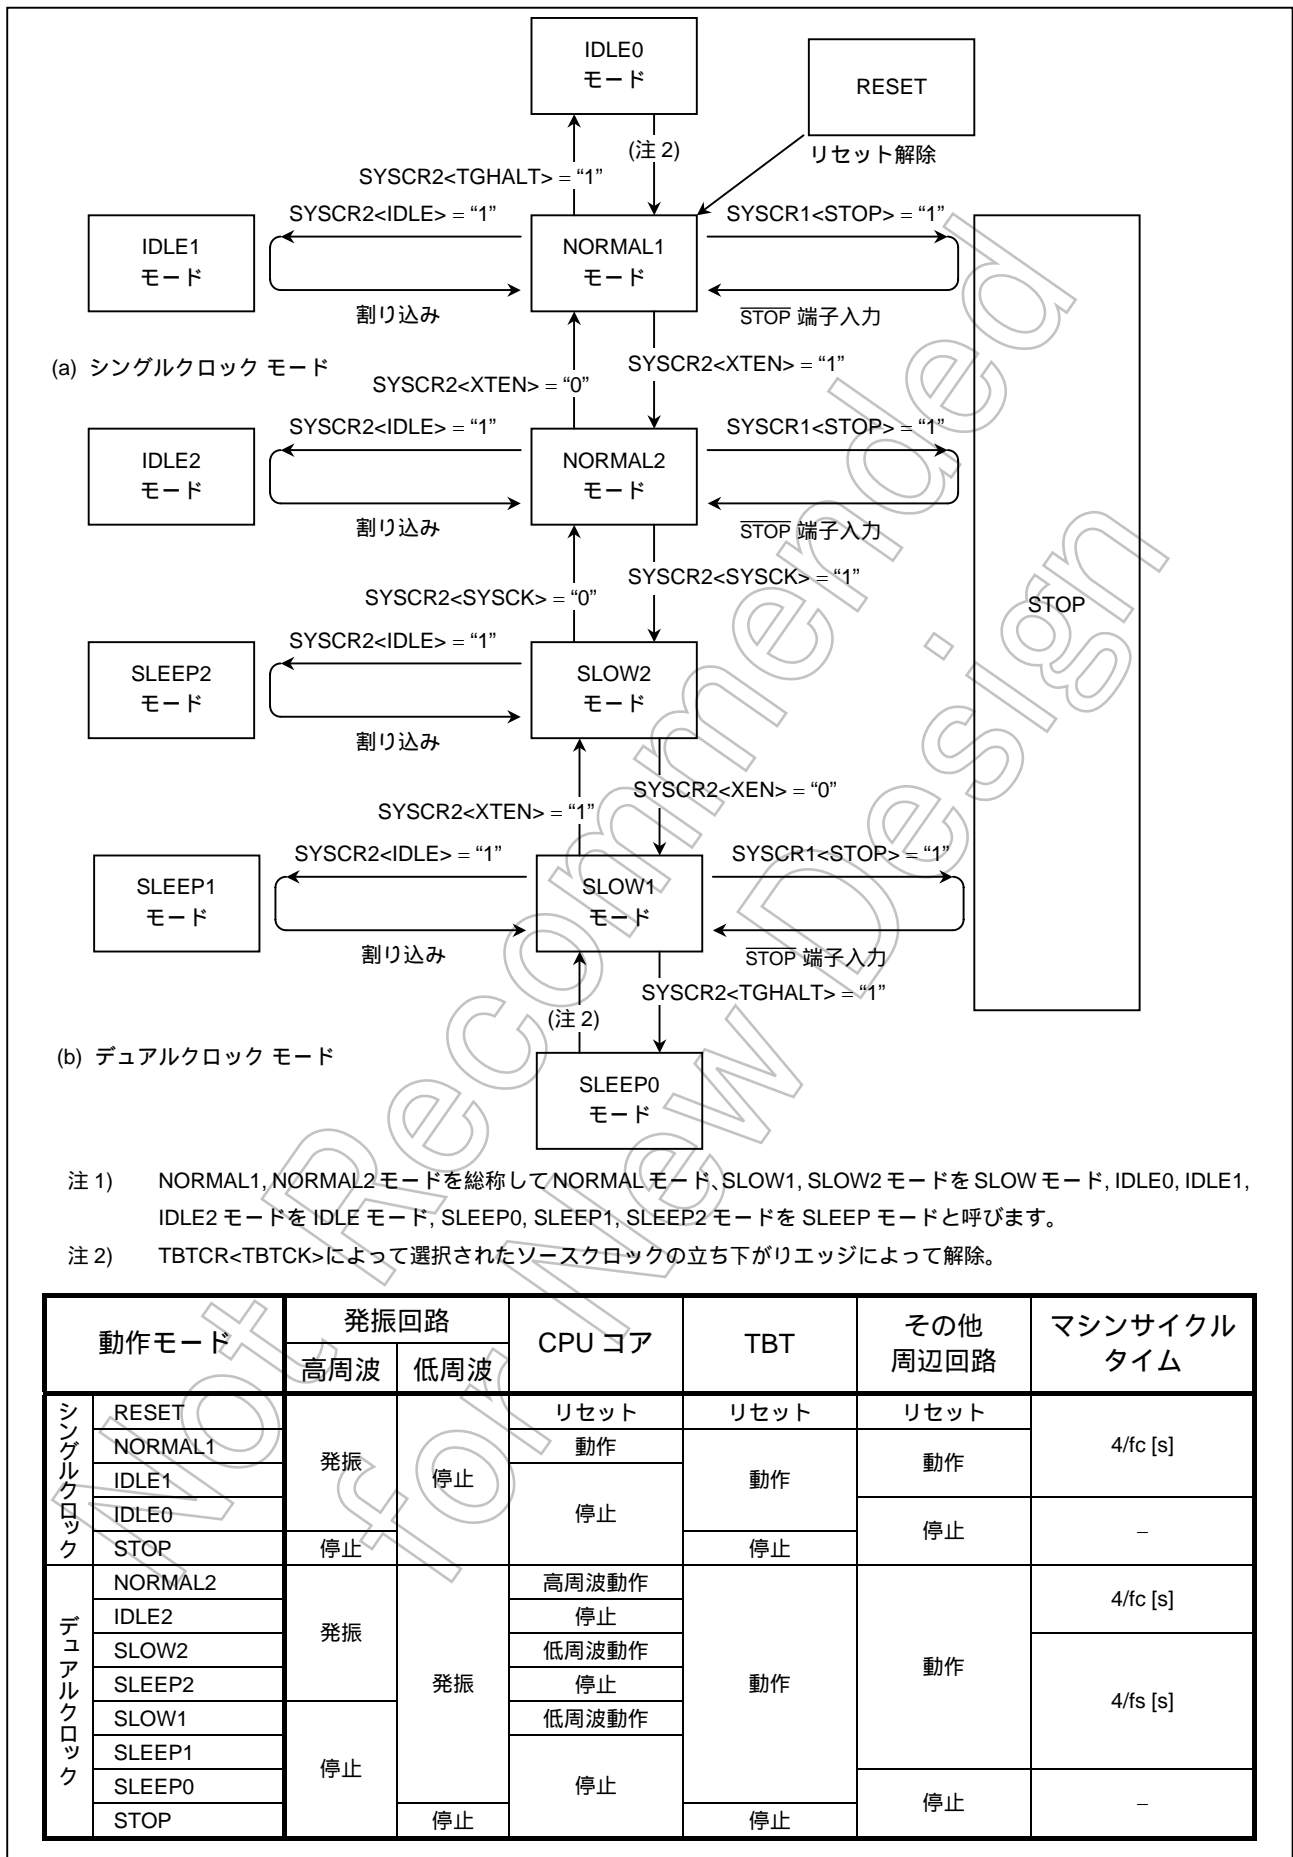 IDLE0
モード
RESET
(注 2)
リセット解除
SYSCR2<TGHALT> = “1”
SYSCR2<IDLE> = “1”
SYSCR1<STOP> = “1”
IDLE1
モード
NORMAL1
モード
割り込み
STOP 端子入力
(a) シングルクロック モード
SYSCR2<XTEN> = “1”
SYSCR2<XTEN> = “0”
SYSCR2<IDLE> = “1”
SYSCR1<STOP> = “1”
IDLE2
モード
NORMAL2
モード
割り込み
STOP 端子入力
SYSCR2<SYSCK> = “1”
SYSCR2<SYSCK> = “0”
STOP
SYSCR2<IDLE> = “1”
SLEEP2
モード
SLOW2
モード
割り込み
SYSCR2<XEN> = “0”
SYSCR2<XTEN> = “1”
SYSCR2<IDLE> = “1”
SYSCR1<STOP> = “1”
SLEEP1
モード
SLOW1
モード
割り込み
STOP 端子入力
SYSCR2<TGHALT> = “1”
(注 2)
(b) デュアルクロック モード
SLEEP0
モード
注 1) NORMAL1, NORMAL2 モードを総称して NORMAL モード、SLOW1, SLOW2 モードを SLOW モード, IDLE0, IDLE1,
IDLE2 モードを IDLE モード, SLEEP0, SLEEP1, SLEEP2 モードを SLEEP モードと呼びます。
注 2) TBTCR<TBTCK>によって選択されたソースクロックの立ち下がりエッジによって解除。
動作モード 発振回路 CPU コア TBT その他 周辺回路 マシンサイクル タイム
高周波 低周波
シングルクロック
RESET 発振 停止 リセット リセット リセット 4/fc [s]
NORMAL1 動作 動作 動作
IDLE1 停止
IDLE0 停止 –
STOP 停止 停止
デュアルクロック
NORMAL2 発振 発振 高周波動作 動作 動作 4/fc [s]
IDLE2 停止
SLOW2 低周波動作 4/fs [s]
SLEEP2 停止
SLOW1 停止 低周波動作
SLEEP1 停止
SLEEP0 停止 –
STOP 停止 停止
Not Recommended
for New Design